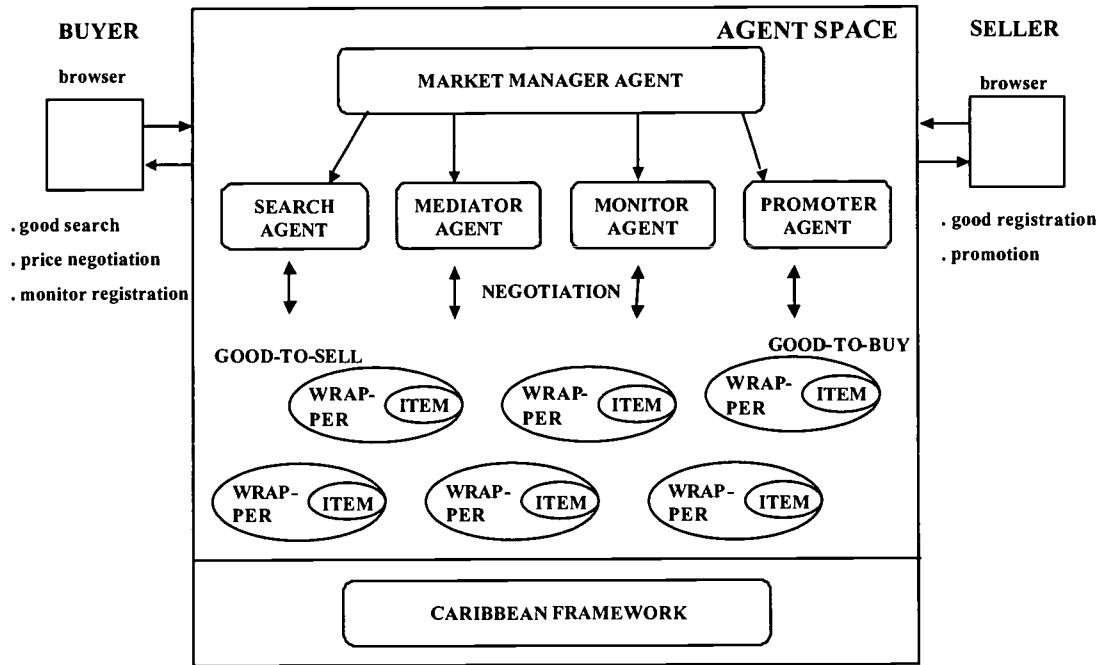 BUYER
AGENT SPACE
SELLER
browser
MARKET MANAGER AGENT
browser
SEARCH
AGENT
MEDIATOR
AGENT
MONITOR
AGENT
PROMOTER
AGENT
. good search
. price negotiation
. monitor registration
. good registration
. promotion
NEGOTIATION
GOOD-TO-SELL
GOOD-TO-BUY
WRAP-
PER
ITEM
WRAP-
PER
ITEM
WRAP-
PER
ITEM
WRAP-
PER
ITEM
WRAP-
PER
ITEM
WRAP-
PER
ITEM
CARIBBEAN FRAMEWORK